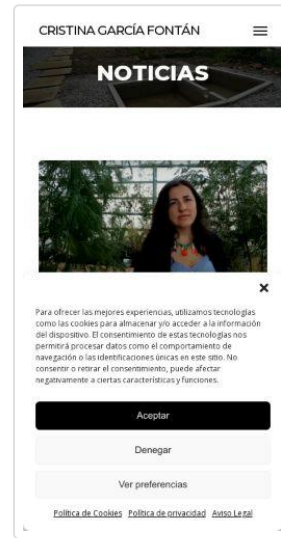 CRISTINA GARCÍA FONTÁN
NOTICIAS
Para ofrecer las mejores experiencias, utilizamos tecnologías
como las cookies para almacenar y/o acceder a la información
del dispositivo. El consentimiento de estas tecnologías nos
permitirá procesar datos como el comportamiento de
navegación o las identificaciones únicas en este sitio. No
consentir o retirar el consentimiento, puede afectar
negativamente a ciertas características y funciones.
Aceptar
Denegar
Ver preferencias
Política de Cookies Política de privacidad Aviso Legal